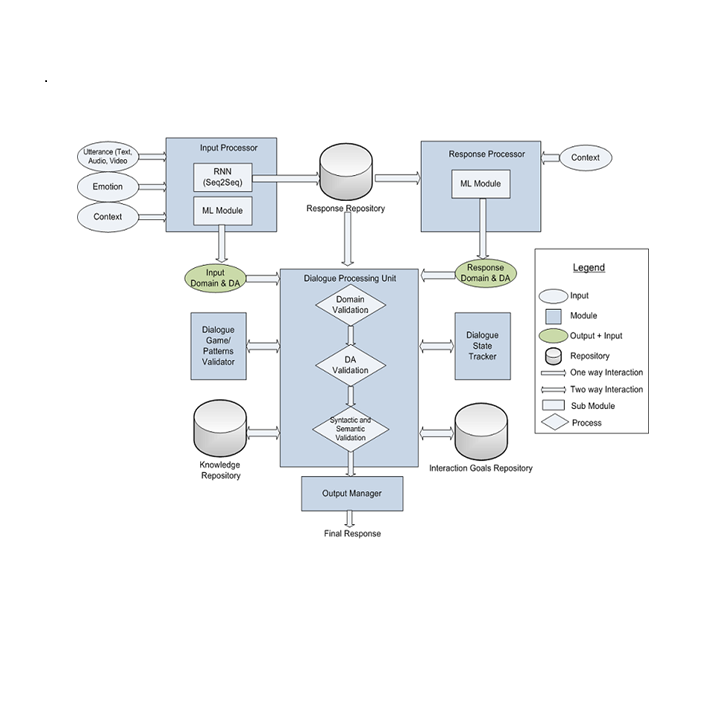 .
Input Processor
Utterance (Text,
Audio, Video
RNN
(Seq2Seq)
Emotion
ML Module
Context
Response Repository
Response Processor
ML Module
Context
Input
Domain & DA
Response
Domain & DA
Dialogue Processing Unit
Domain
Validation
DA
Validation
Syntactic and
Semantic
Validation
Dialogue
Game/
Patterns
Validator
Dialogue
State
Tracker
Knowledge
Repository
Interaction Goals Repository
Output Manager
Final Response
Legend
Input
Module
Output + Input
Repository
One way Interaction
Two way Interaction
Sub Module
Process